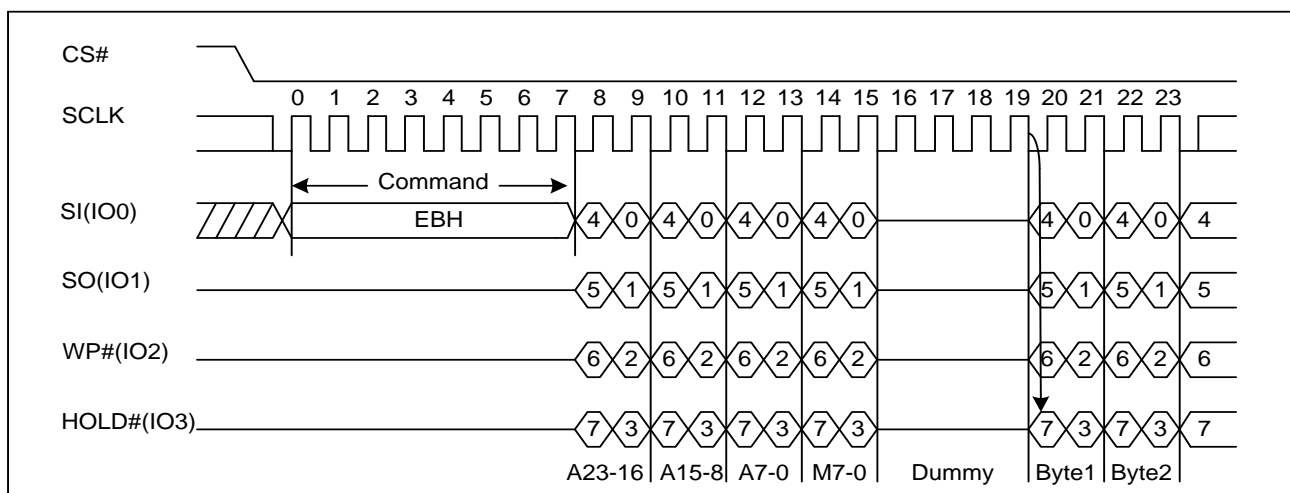 CS#
0 1 2 3 4 5 6 7 8 9 10 11 12 13 14 15 16 17 18 19 20 21 22 23
SCLK
Command
SI(IO0) EBH 4 0 4 0 4 0 4 0 4 0 4 0 4
SO(IO1) 5 1 5 1 5 1 5 1 5 1 5 1 5
WP#(IO2) 6 2 6 2 6 2 6 2 6 2 6 2 6
HOLD#(IO3) 7 3 7 3 7 3 7 3 7 3 7 3 7
A23-16 A15-8 A7-0 M7-0 Dummy Byte1 Byte2